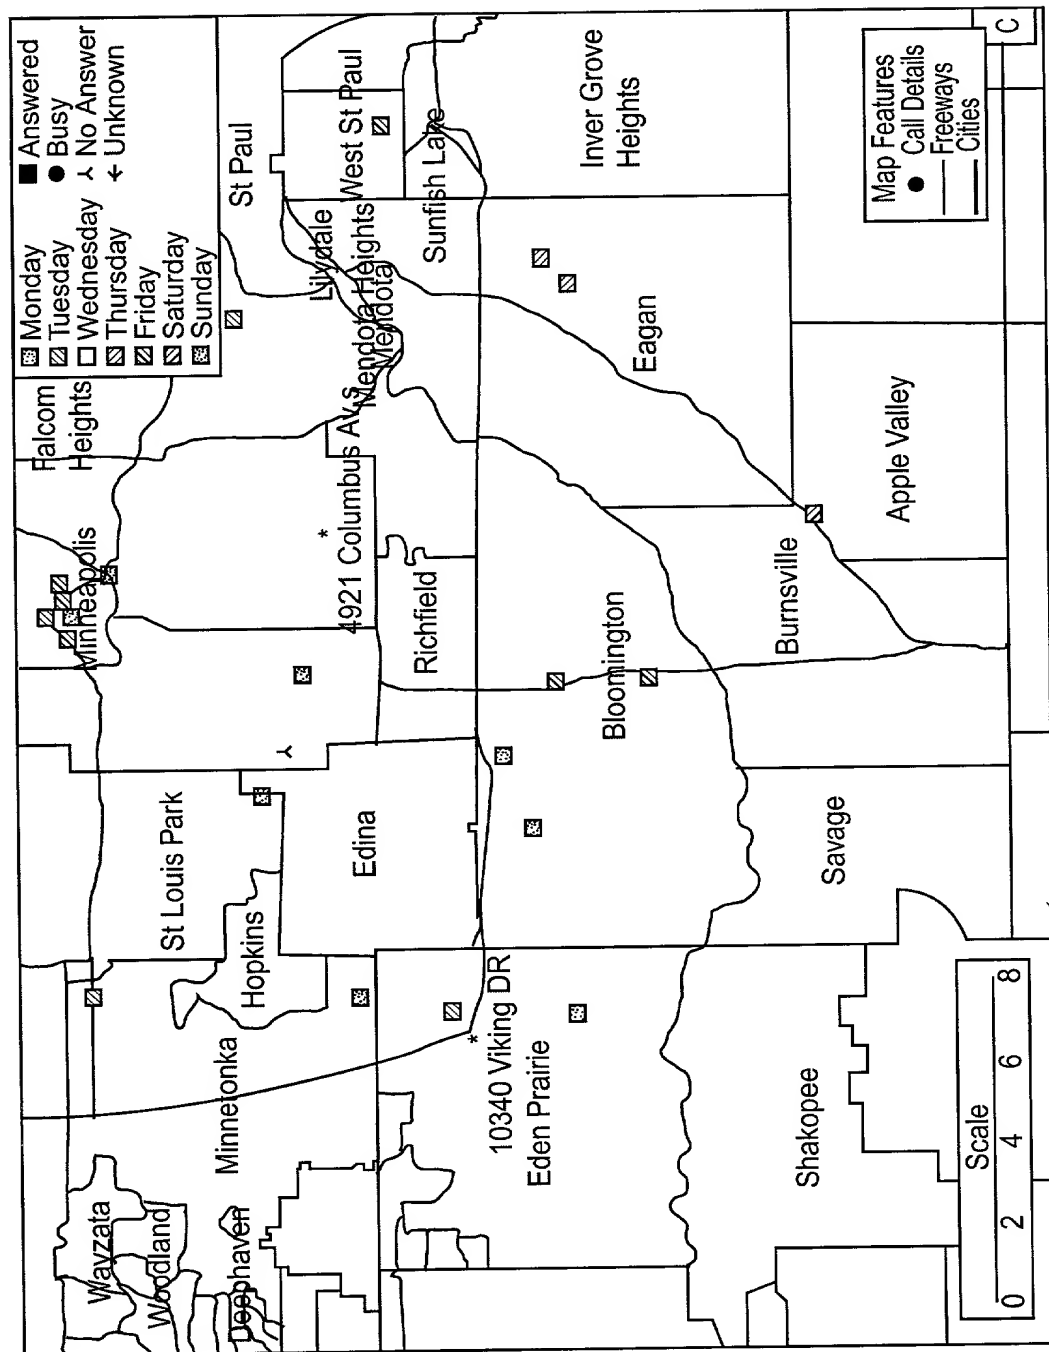 Monday
Tuesday
Wednesday
Thursday
Friday
Saturday
Sunday
Answered
Busy
No Answer
Unknown
Falcom
Heights
St Paul
Minneapolis
Lilydale
West St Paul
Mendota Heights
Mendota
Sunfish Lake
4921 Columbus Av s
*
Wayzata
Woodland
Deephaven
Minnetonka
St Louis Park
Hopkins
Edina
Richfield
*
10340 Viking DR
Eden Prairie
Bloomington
Eagan
Inver Grove
Heights
Burnsville
Savage
Shakopee
Apple Valley
Map Features
Call Details
Freeways
Cities
C
Scale
0 2 4 6 8